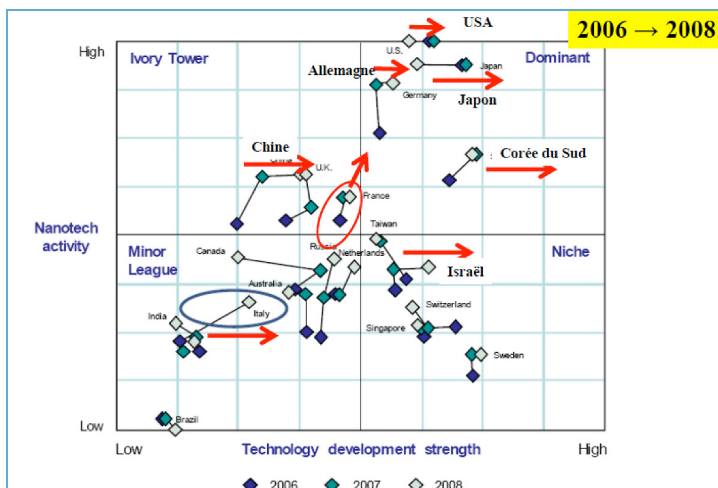 USA
2006 → 2008
High
Ivory Tower
U.S.
Dominant
Allemagne
Japan
Germany
Japon
Chine
U.K.
Corée du Sud
France
Nanotech
activity
Taiwan
Minor
League
Canada
Russia
Netherlands
Niche
Israël
Australia
Switzerland
India
Italy
Singapore
Sweden
Brazil
Low
Low
Technology development strength
High
2006
2007
2008